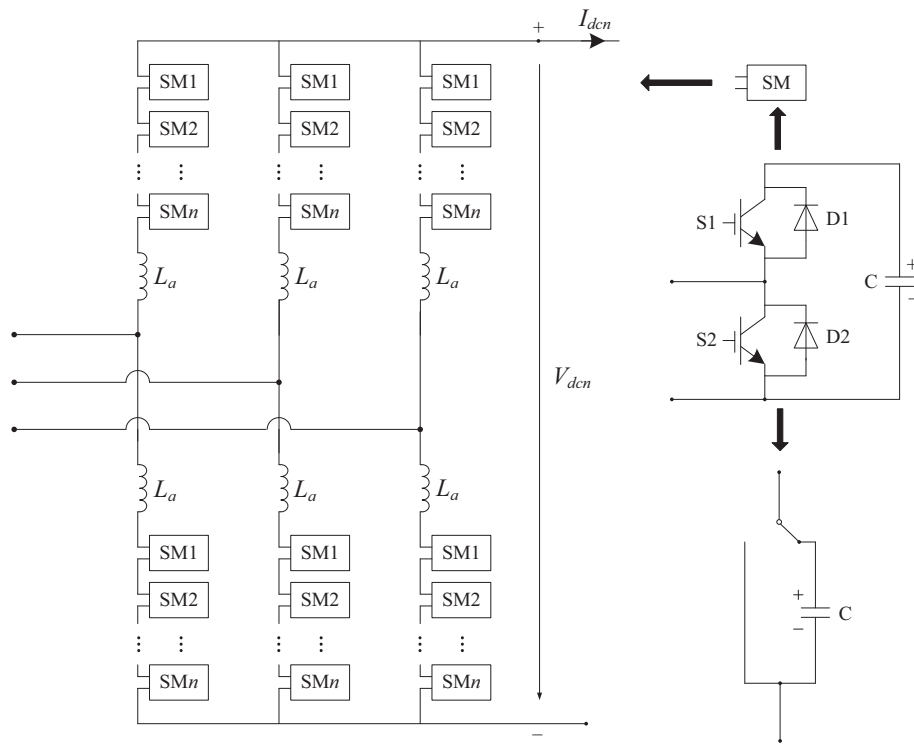 + I_dcn
SM1 SM1 SM1 SM
SM2 SM2 SM2
SMn SMn SMn
S1 D1
L_a L_a L_a
C + −
S2 D2
V_dcn
L_a L_a L_a
SM1 SM1 SM1
SM2 SM2 SM2
+ − C
SMn SMn SMn
−